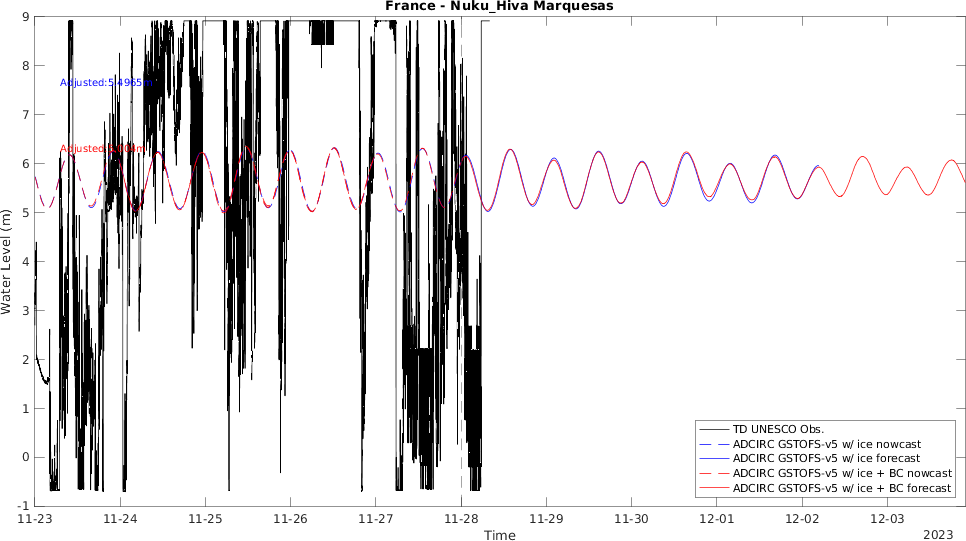 France - Nuku_Hiva Marquesas
9
8
7
6
5
4
3
2
1
0
-1
Water Level (m)
Adjusted:5.4965m
Adjusted:
TD UNESCO Obs.
ADCIRC GSTOFS-v5 w/ ice nowcast
ADCIRC GSTOFS-v5 w/ ice forecast
ADCIRC GSTOFS-v5 w/ ice + BC nowcast
ADCIRC GSTOFS-v5 w/ ice + BC forecast
11-23 11-24 11-25 11-26 11-27 11-28 11-29 11-30 12-01 12-02 12-03
Time
2023